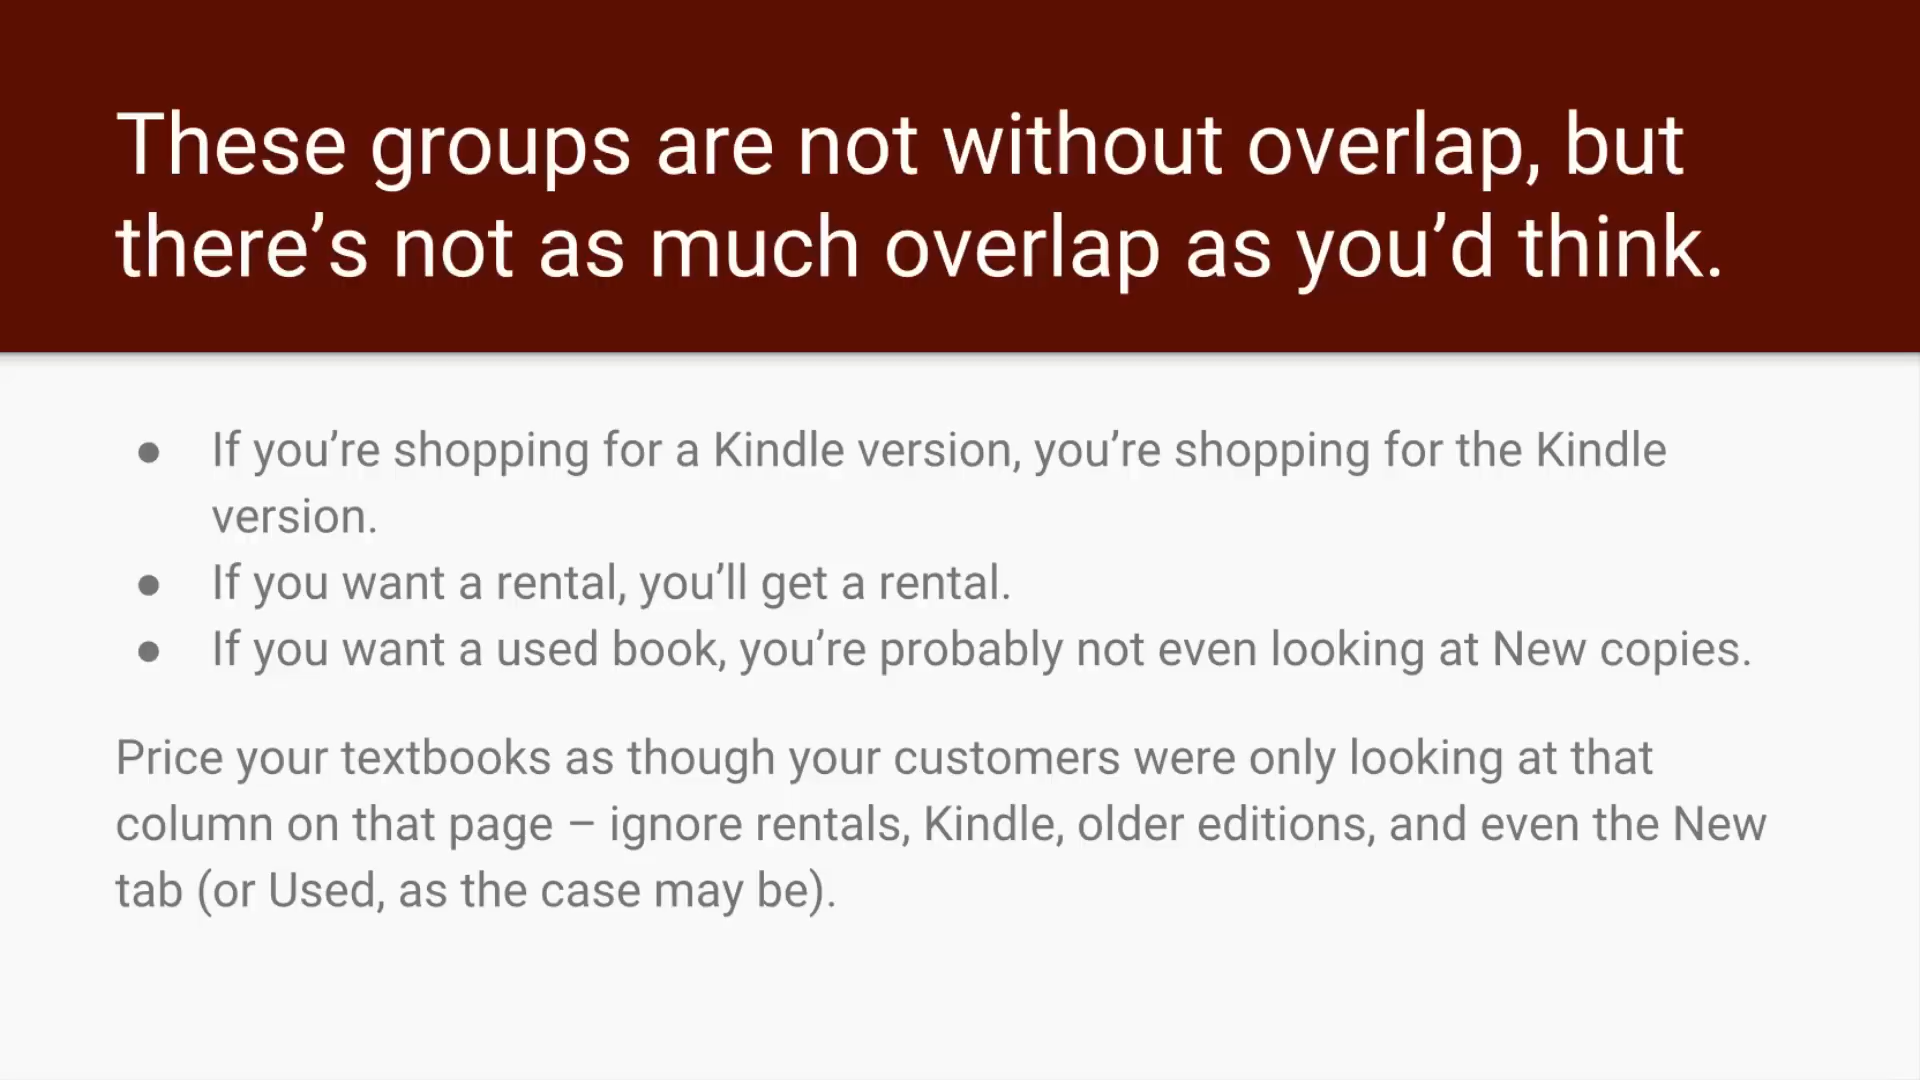 These groups are not without overlap, but
there’s not as much overlap as you’d think.
● If you’re shopping for a Kindle version, you’re shopping for the Kindle
version.
● If you want a rental, you’ll get a rental.
● If you want a used book, you’re probably not even looking at New copies.
Price your textbooks as though your customers were only looking at that
column on that page – ignore rentals, Kindle, older editions, and even the New
tab (or Used, as the case may be).